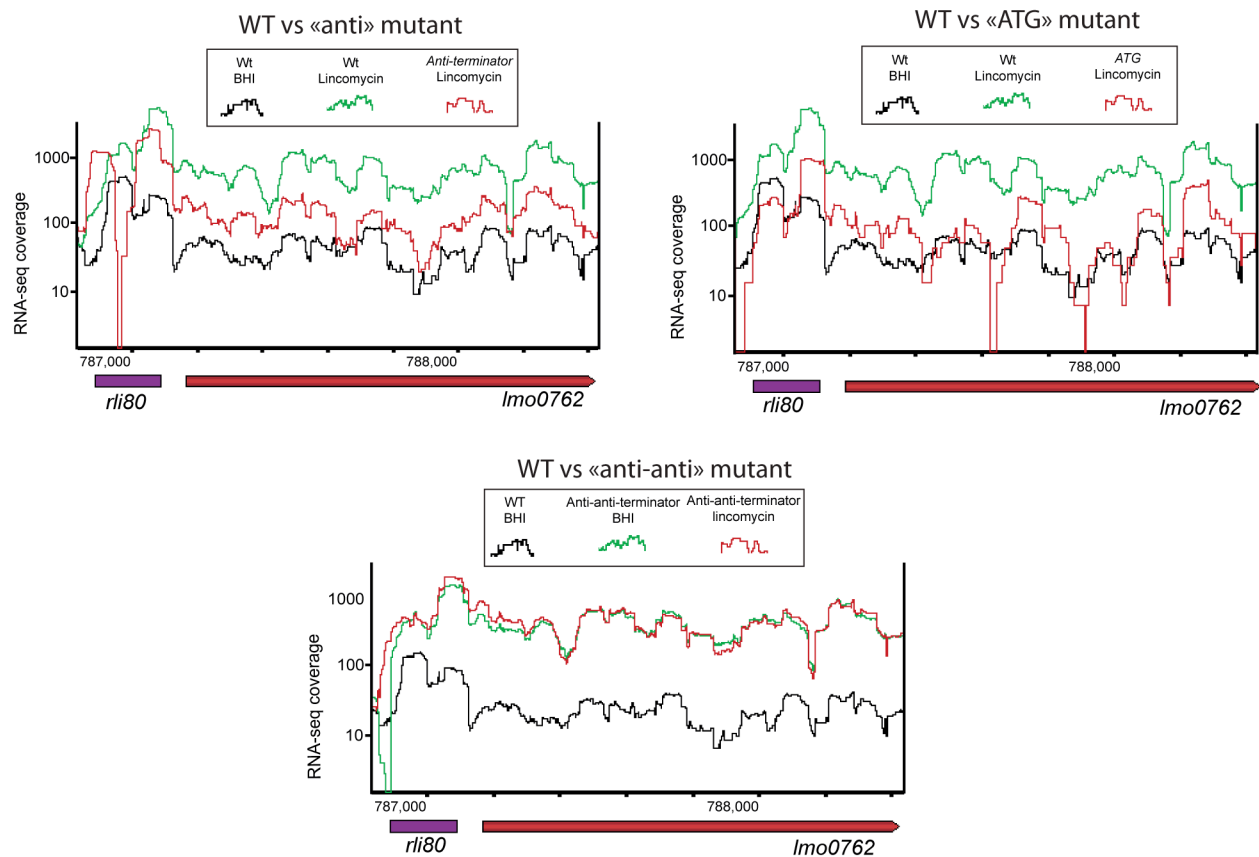 WT vs «anti» mutant
Wt Wt Anti-terminator
BHI Lincomycin Lincomycin
RNA-seq coverage
1000
100
10
787,000 788,000
rli80 lmo0762
WT vs «ATG» mutant
Wt Wt ATG
BHI Lincomycin Lincomycin
RNA-seq coverage
1000
100
10
787,000 788,000
rli80 lmo0762
WT vs «anti-anti» mutant
WT Anti-anti-terminator Anti-anti-terminator
BHI BHI lincomycin
RNA-seq coverage
1000
100
10
787,000 788,000
rli80 lmo0762